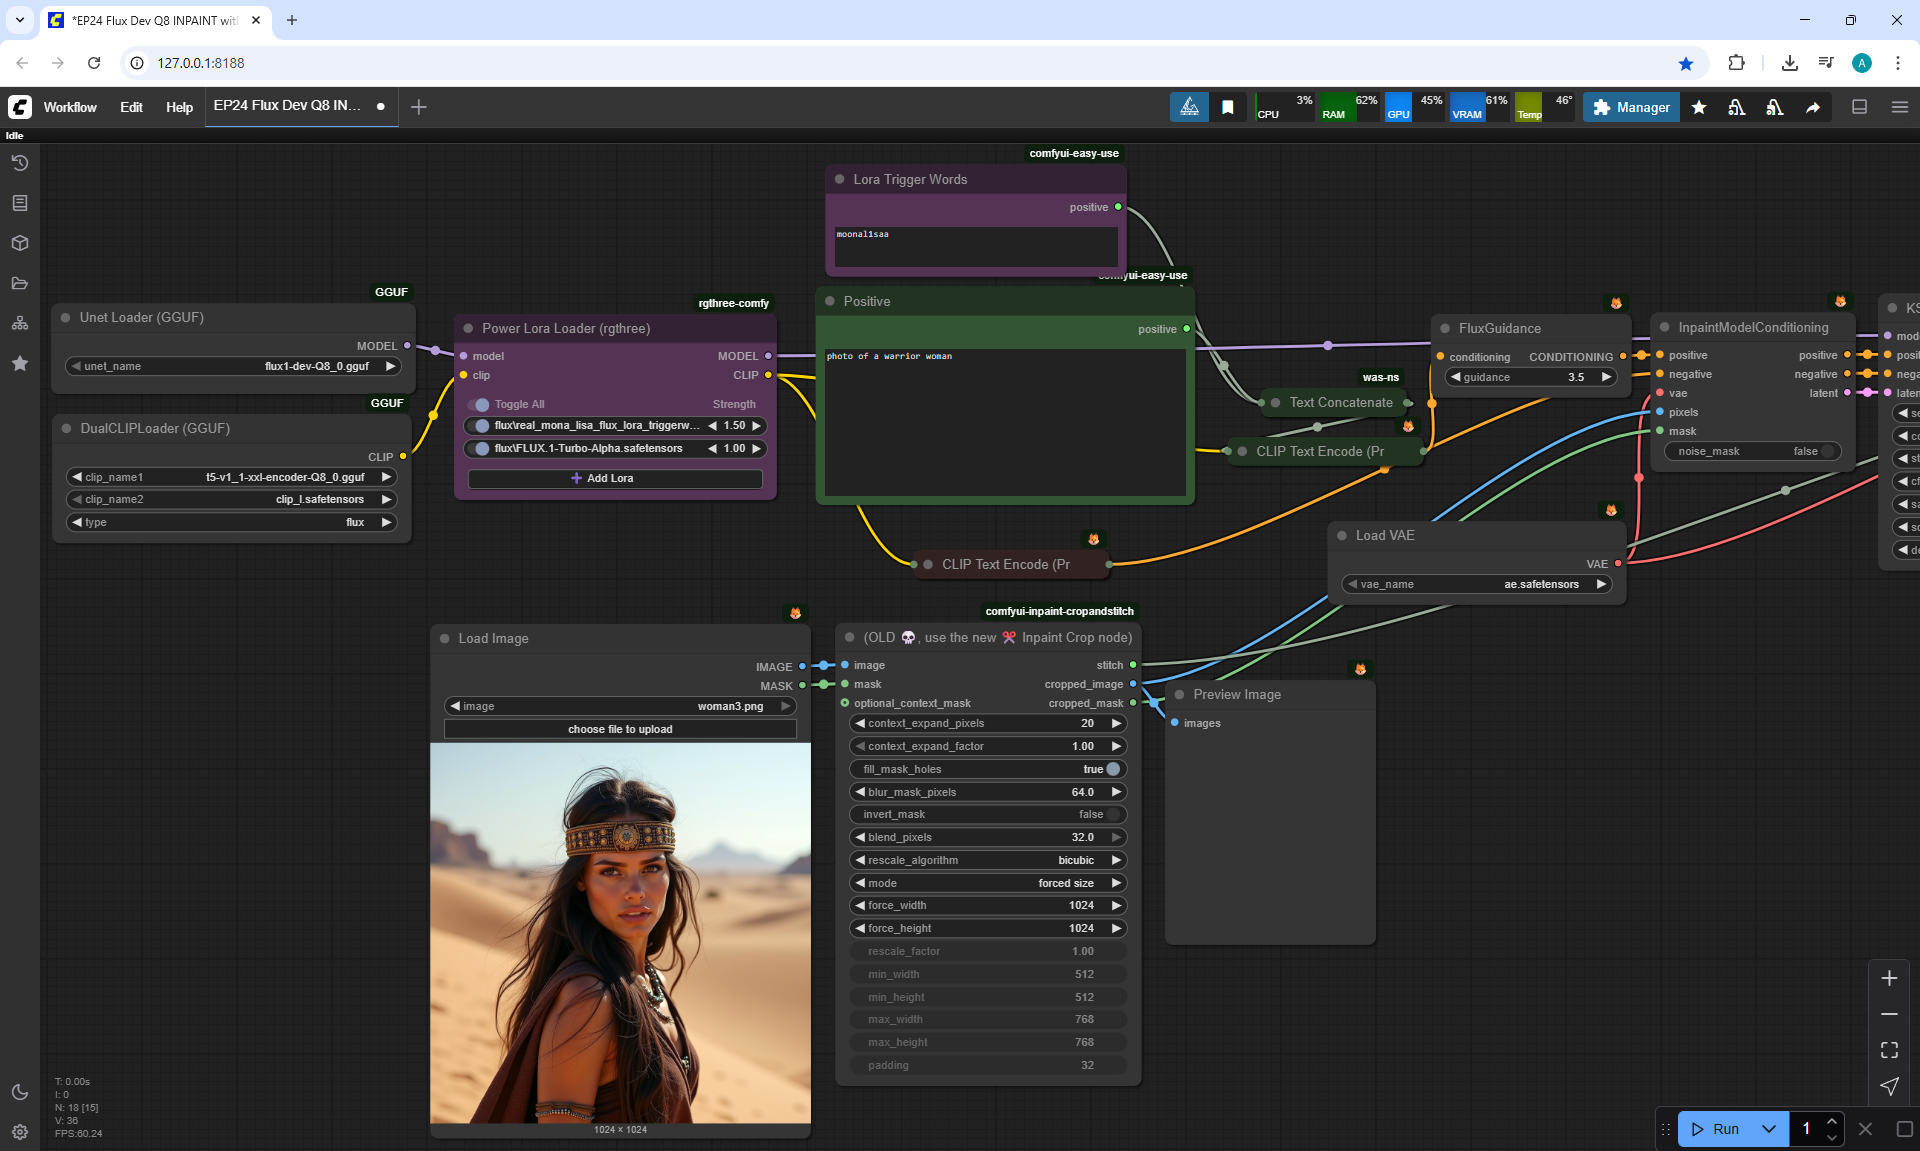 *EP24 Flux Dev Q8 INPAINT wit
127.0.0.1:8188
A
Workflow
Edit
Help
EP24 Flux Dev Q8 IN...
CPU
3%
RAM
62%
GPU
45%
VRAM
61%
Temp
46°
Manager
Idle
comfyui-easy-use
Lora Trigger Words
positive
moonal1saa
comfyui-easy-use
Positive
positive
photo of a warrior woman
GGUF
Unet Loader (GGUF)
MODEL
unet_name
flux1-dev-Q8_0.gguf
GGUF
DualCLIPLoader (GGUF)
CLIP
clip_name1
t5-v1_1-xxl-encoder-Q8_0.gguf
clip_name2
clip_l.safetensors
type
flux
rgthree-comfy
Power Lora Loader (rgthree)
model
MODEL
clip
CLIP
Toggle All
Strength
flux\real_mona_lisa_flux_lora_triggerw...
1.50
flux\FLUX.1-Turbo-Alpha.safetensors
1.00
Add Lora
was-ns
Text Concatenate
CLIP Text Encode (Pr
CLIP Text Encode (Pr
FluxGuidance
conditioning
CONDITIONING
guidance
3.5
InpaintModelConditioning
positive
positive
negative
negative
vae
latent
pixels
mask
noise_mask
false
KS
mode
posit
nega
laten
se
co
st
cf
sa
sc
de
Load VAE
VAE
vae_name
ae.safetensors
Load Image
IMAGE
MASK
image
woman3.png
choose file to upload
1024 × 1024
comfyui-inpaint-cropandstitch
(OLD 💀, use the new ✂️ Inpaint Crop node)
image
stitch
mask
cropped_image
optional_context_mask
cropped_mask
context_expand_pixels
20
context_expand_factor
1.00
fill_mask_holes
true
blur_mask_pixels
64.0
invert_mask
false
blend_pixels
32.0
rescale_algorithm
bicubic
mode
forced size
force_width
1024
force_height
1024
rescale_factor
1.00
min_width
512
min_height
512
max_width
768
max_height
768
padding
32
Preview Image
images
T: 0.00s
I: 0
N: 18 [15]
V: 36
FPS:60.24
Run
1